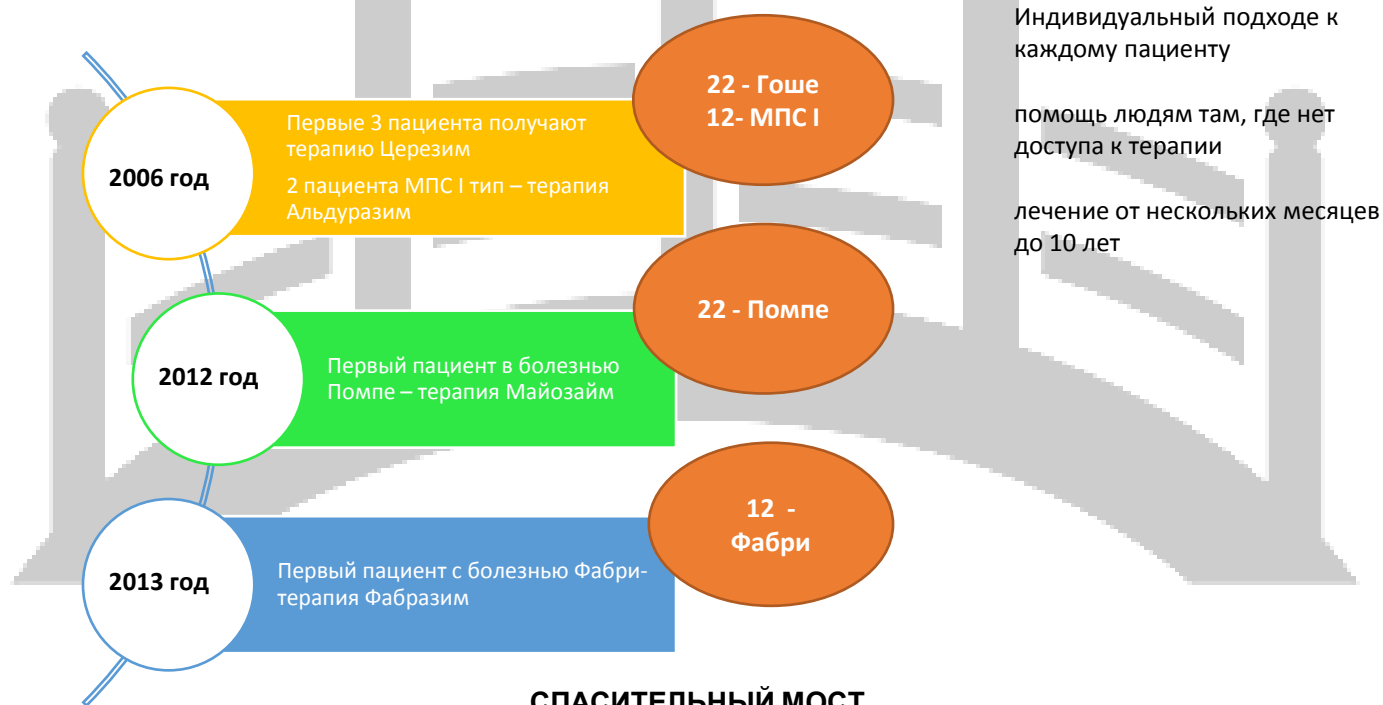 Индивидуальный подходе к
каждому пациенту
помощь людям там, где нет
доступа к терапии
лечение от нескольких месяцев
до 10 лет
2006 год
Первые 3 пациента получают
терапию Церезим
2 пациента МПС I тип – терапия
Альдуразим
22 - Гоше
12- МПС I
2012 год
Первый пациент в болезнью
Помпе – терапия Майозайм
22 - Помпе
2013 год
Первый пациент с болезнью Фабри-
терапия Фабразим
12 -
Фабри
СПАСИТЕЛЬНЫЙ МОСТ